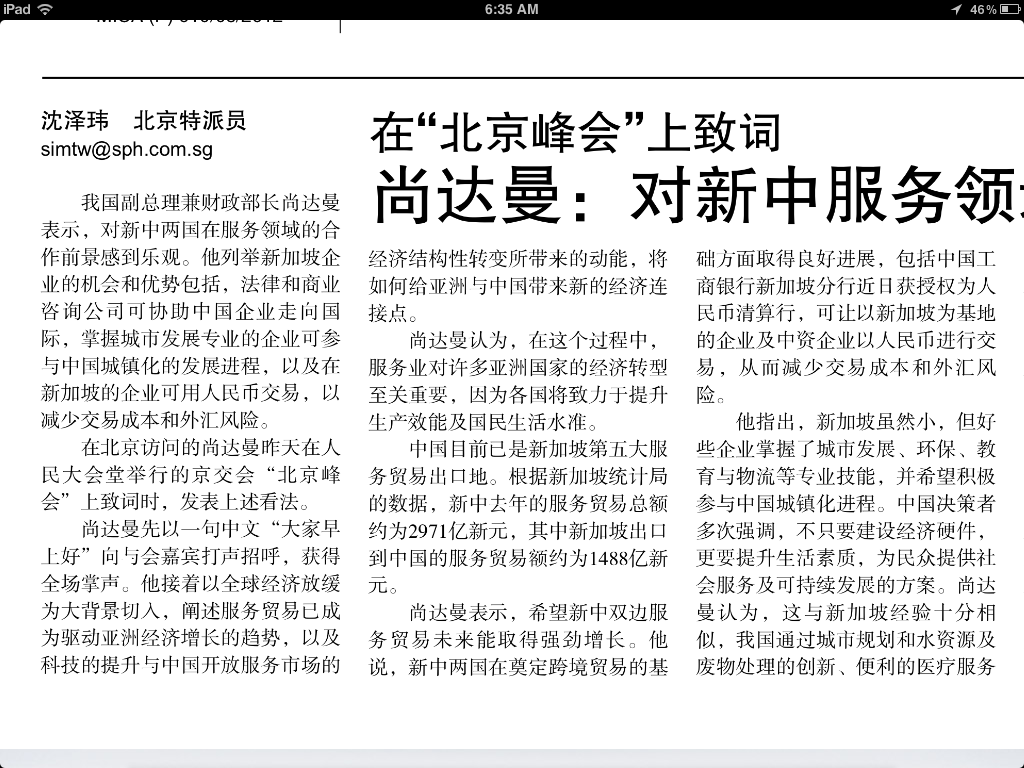 iPad
6:35 AM
46%
沈泽玮 北京特派员
simtw@sph.com.sg
在“北京峰会”上致词
尚达曼：对新中服务领
我国副总理兼财政部长尚达曼
表示，对新中两国在服务领域的合
作前景感到乐观。他列举新加坡企
业的机会和优势包括，法律和商业
咨询公司可协助中国企业走向国
际，掌握城市发展专业的企业可参
与中国城镇化的发展进程，以及在
新加坡的企业可用人民币交易，以
减少交易成本和外汇风险。
在北京访问的尚达曼昨天在人
民大会堂举行的京交会“北京峰
会”上致词时，发表上述看法。
尚达曼先以一句中文“大家早
上好”向与会嘉宾打声招呼，获得
全场掌声。他接着以全球经济放缓
为大背景切入，阐述服务贸易已成
为驱动亚洲经济增长的趋势，以及
科技的提升与中国开放服务市场的
经济结构性转变所带来的动能，将
如何给亚洲与中国带来新的经济连
接点。
尚达曼认为，在这个过程中，
服务业对许多亚洲国家的经济转型
至关重要，因为各国将致力于提升
生产效能及国民生活水准。
中国目前已是新加坡第五大服
务贸易出口地。根据新加坡统计局
的数据，新中去年的服务贸易总额
约为2971亿新元，其中新加坡出口
到中国的服务贸易额约为1488亿新
元。
尚达曼表示，希望新中双边服
务贸易未来能取得强劲增长。他
说，新中两国在奠定跨境贸易的基
础方面取得良好进展，包括中国工
商银行新加坡分行近日获授权为人
民币清算行，可让以新加坡为基地
的企业及中资企业以人民币进行交
易，从而减少交易成本和外汇风
险。
他指出，新加坡虽然小，但好
些企业掌握了城市发展、环保、教
育与物流等专业技能，并希望积极
参与中国城镇化进程。中国决策者
多次强调，不只要建设经济硬件，
更要提升生活素质，为民众提供社
会服务及可持续发展的方案。尚达
曼认为，这与新加坡经验十分相
似，我国通过城市规划和水资源及
废物处理的创新、便利的医疗服务